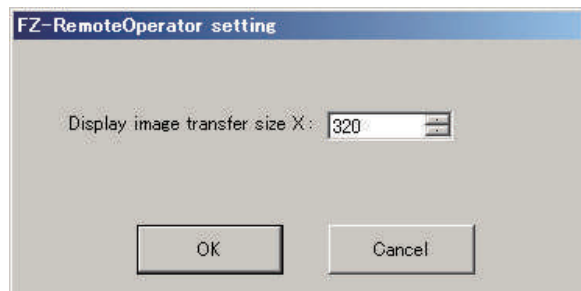 FZ-RemoteOperator setting
Display image transfer size X: 320
OK
Cancel